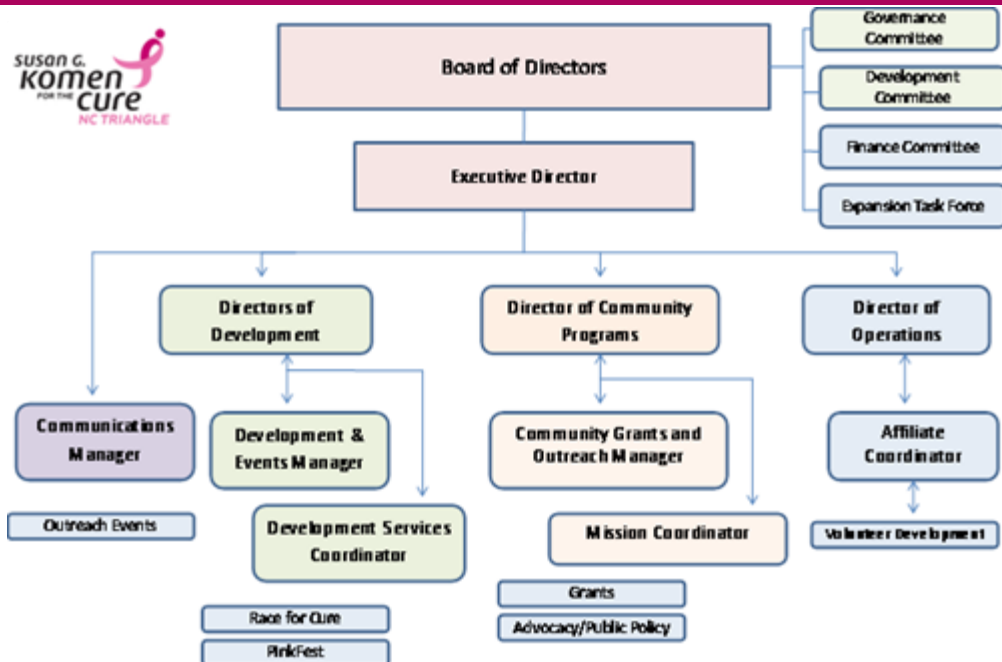 susan G.
Komen
FOR THE
cure
NC TRIANGLE
Board of Directors
Governance
Committee
Development
Committee
Finance Committee
Expansion Task Force
Executive Director
Directors of
Development
Director of Community
Programs
Director of
Operations
Communications
Manager
Development &
Events Manager
Community Grants and
Outreach Manager
Affiliate
Coordinator
Outreach Events
Development Services
Coordinator
Mission Coordinator
Volunteer Development
Race for Cure
PinkFest
Grants
Advocacy/Public Policy